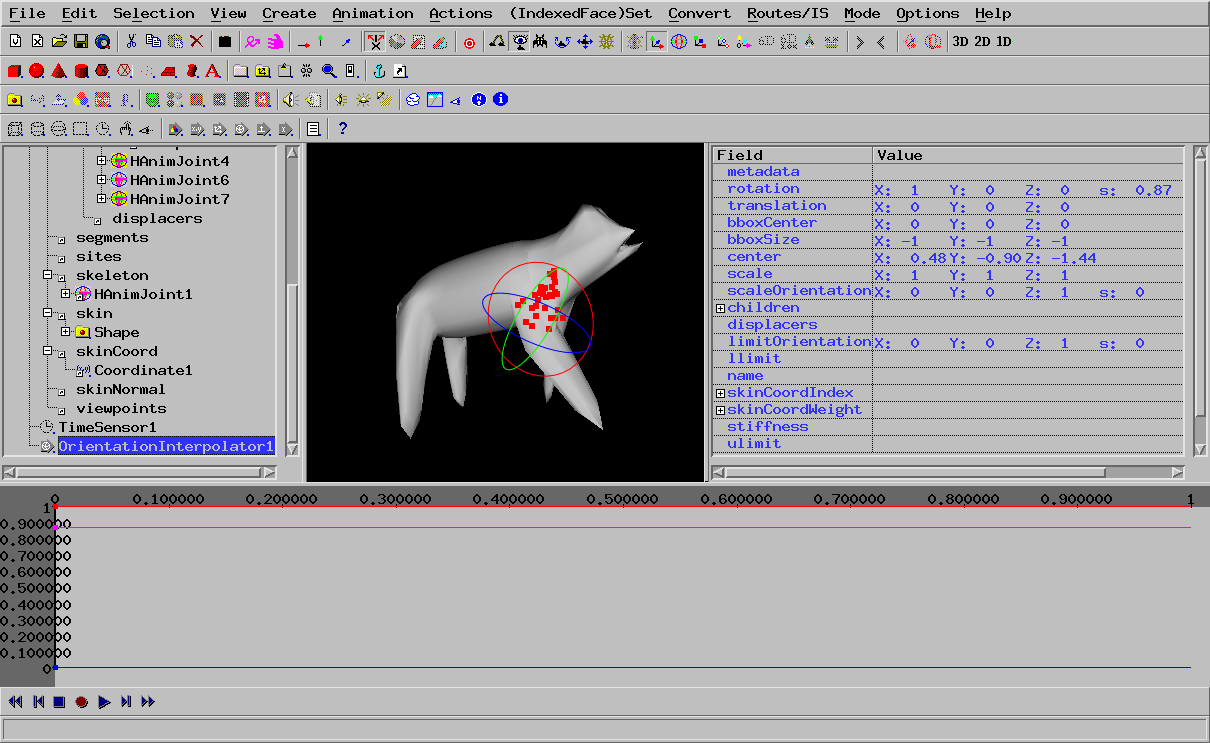 File Edit Selection View Create Animation Actions (IndexedFace)Set Convert Routes/IS Mode Options Help
3D 2D 1D
?
HAnimJoint4
HAnimJoint6
HAnimJoint7
displacers
segments
sites
skeleton
HAnimJoint1
skin
Shape
skinCoord
Coordinate1
skinNormal
viewpoints
TimeSensor1
OrientationInterpolator1
Field Value
metadata
rotation X: 1 Y: 0 Z: 0 s: 0.87
translation X: 0 Y: 0 Z: 0
bboxCenter X: 0 Y: 0 Z: 0
bboxSize X: -1 Y: -1 Z: -1
center X: 0.48 Y: -0.90 Z: -1.44
scale X: 1 Y: 1 Z: 1
scaleOrientation X: 0 Y: 0 Z: 1 s: 0
children
displacers
limitOrientation X: 0 Y: 0 Z: 1 s: 0
llimit
name
skinCoordIndex
skinCoordWeight
stiffness
ulimit
0 0.100000 0.200000 0.300000 0.400000 0.500000 0.600000 0.700000 0.800000 0.900000 1
1
0.900000
0.800000
0.700000
0.600000
0.500000
0.400000
0.300000
0.200000
0.100000
0